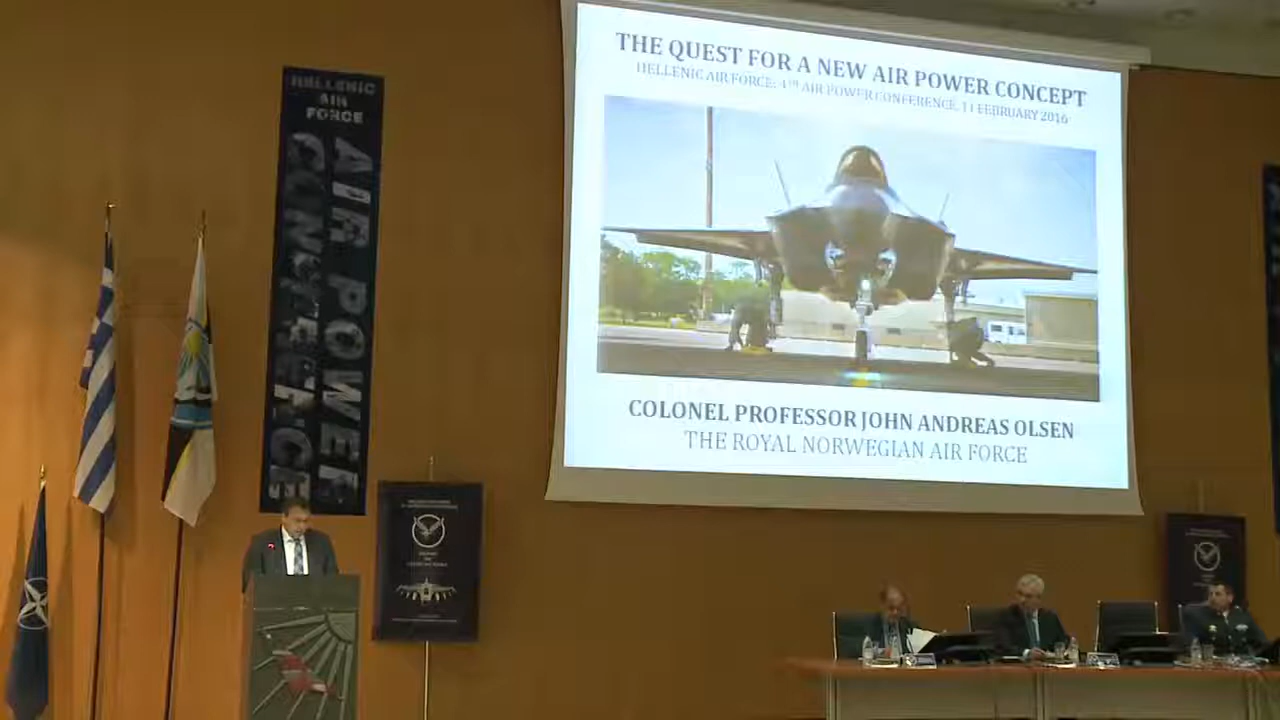 THE QUEST FOR A NEW AIR POWER CONCEPT
HELLENIC AIR FORCE: 4TH AIR POWER CONFERENCE, 11 FEBRUARY 2016
COLONEL PROFESSOR JOHN ANDREAS OLSEN
THE ROYAL NORWEGIAN AIR FORCE
HELLENIC
AIR
FORCE
AIR POWER
CONFERENCE